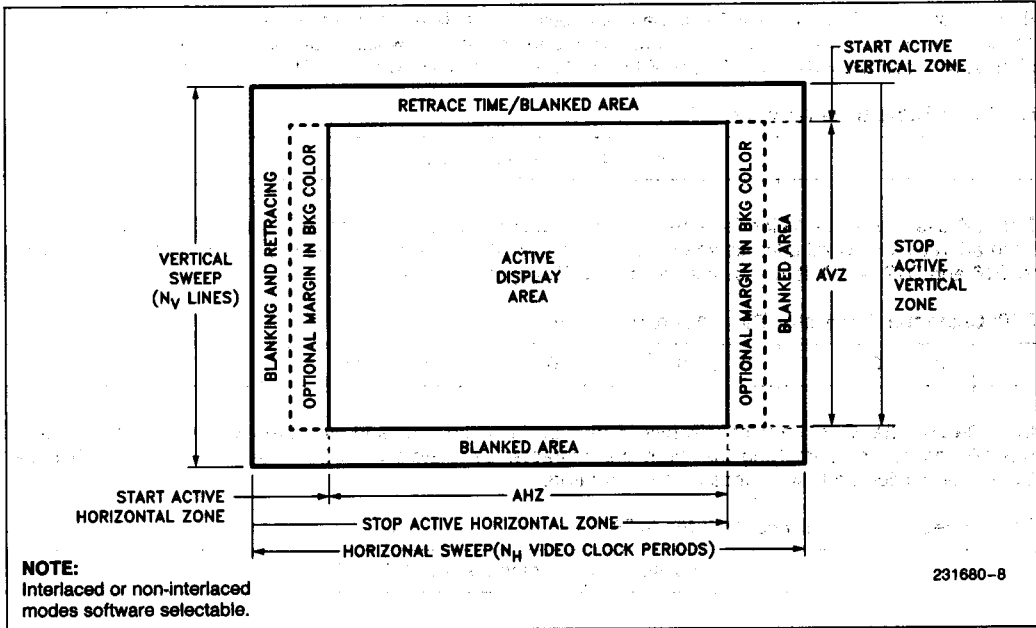 START ACTIVE
VERTICAL ZONE
RETRACE TIME/BLANKED AREA
VERTICAL
SWEEP
(NV LINES)
BLANKING AND RETRACING
OPTIONAL MARGIN IN BKG COLOR
ACTIVE
DISPLAY
AREA
OPTIONAL MARGIN IN BKG COLOR
BLANKED AREA
AVZ
STOP
ACTIVE
VERTICAL
ZONE
BLANKED AREA
START ACTIVE
HORIZONTAL ZONE
AHZ
STOP ACTIVE HORIZONTAL ZONE
HORIZONAL SWEEP(NH VIDEO CLOCK PERIODS)
NOTE:
Interlaced or non-interlaced
modes software selectable.
231680-8